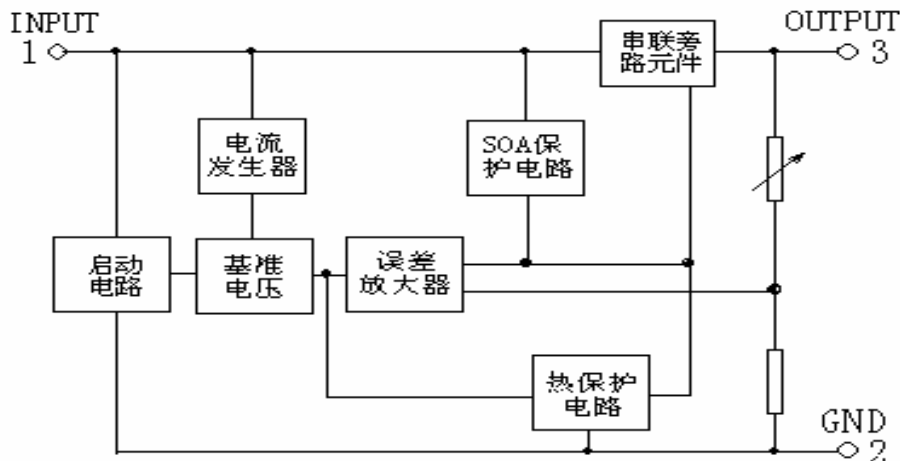 INPUT
1
OUTPUT
3
串联旁
路元件
电流
发生器
SOA保
护电路
启动
电路
基准
电压
误差
放大器
热保护
电路
GND
2